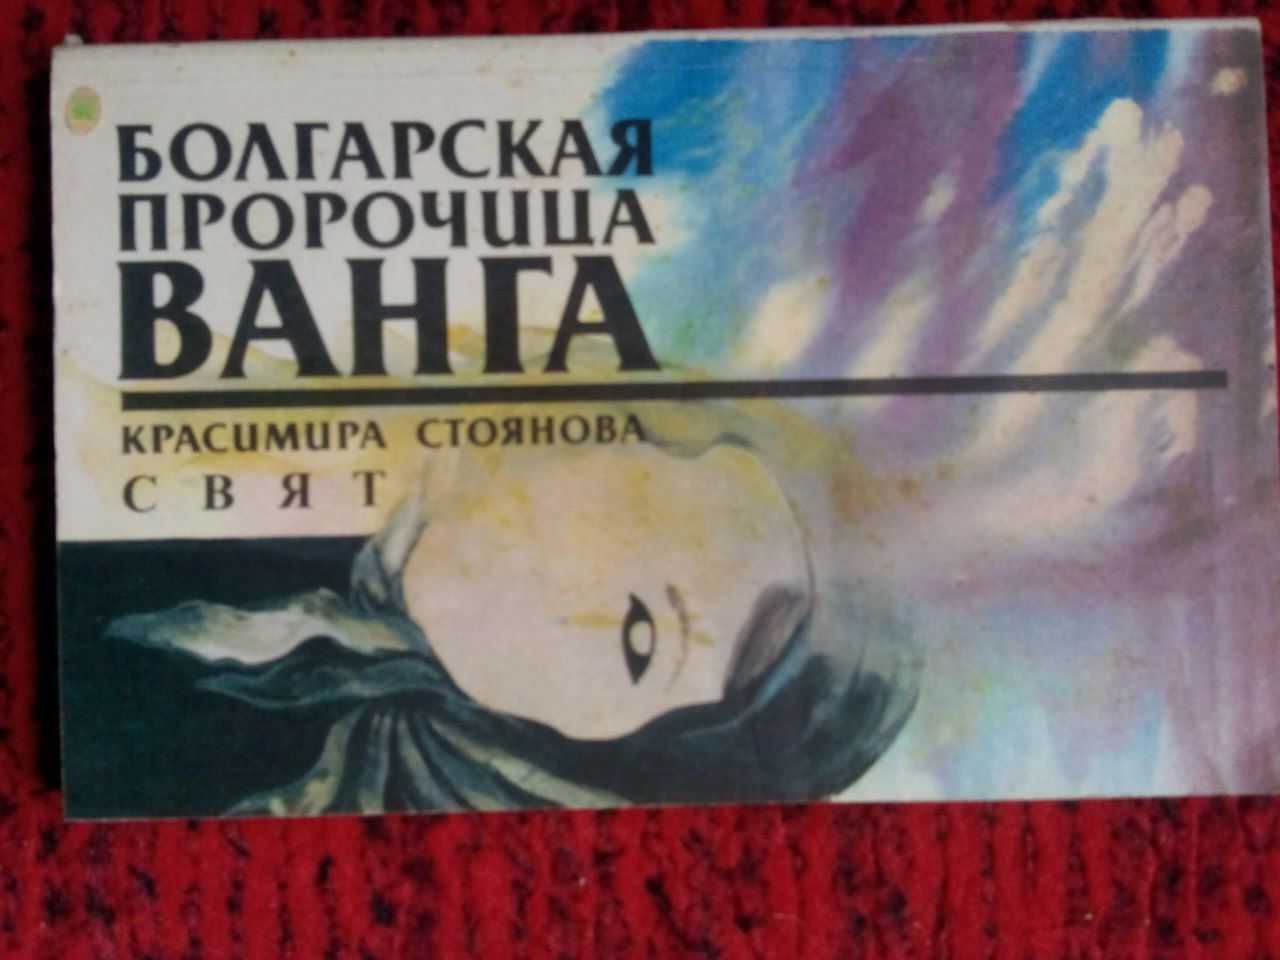 БОЛГАРСКАЯ
ПРОРОЧИЦА
ВАНГА
КРАСИМИРА СТОЯНОВА
СВЯТ